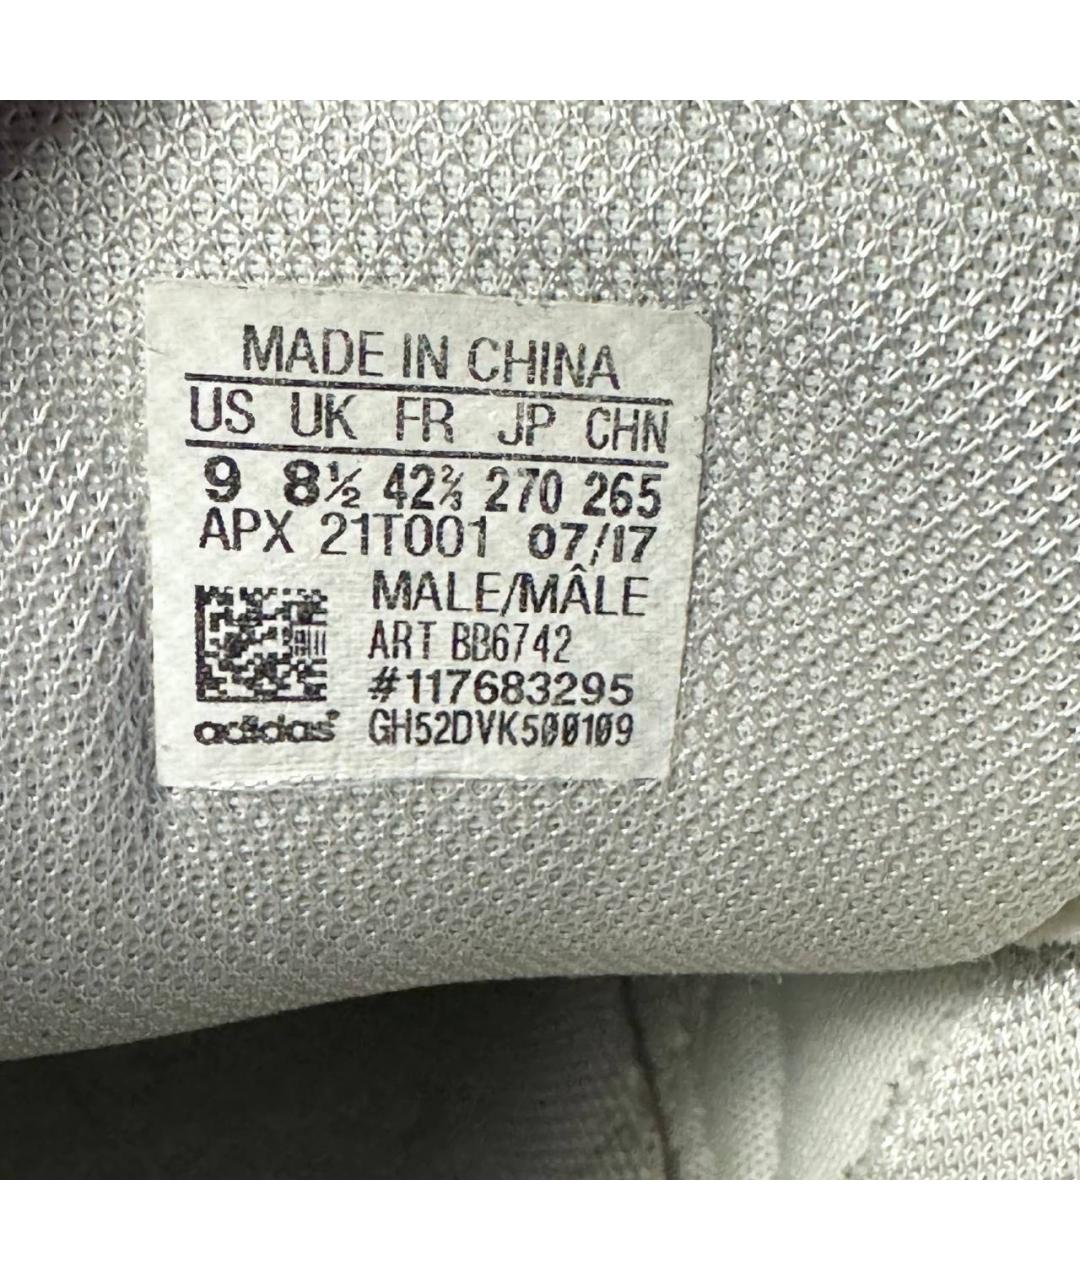 MADE IN CHINA
US UK FR JP CHN
9 8½ 42⅔ 270 265
APX 21T001 07/17
MALE/MÂLE
ART BB6742
#117683295
adidas® GH52DVK500109